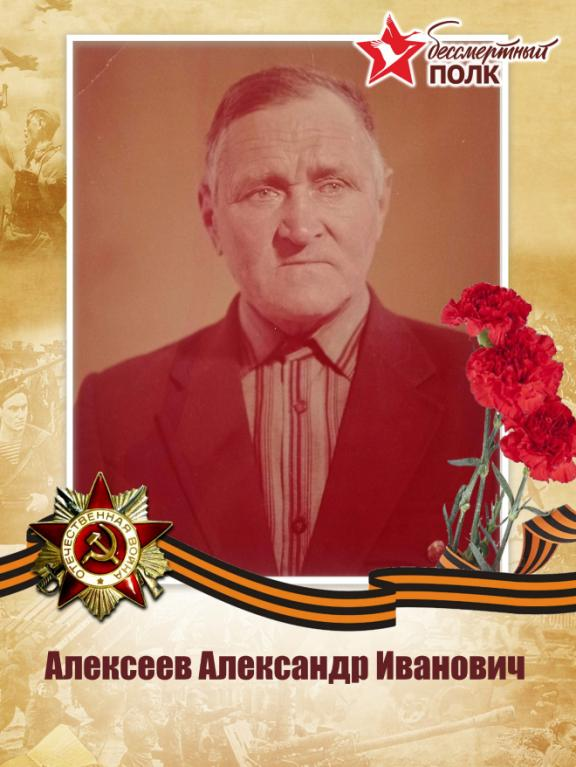 бессмертный
ПОЛК
ОТЕЧЕСТВЕННАЯ ВОЙНА
Алексеев Александр Иванович